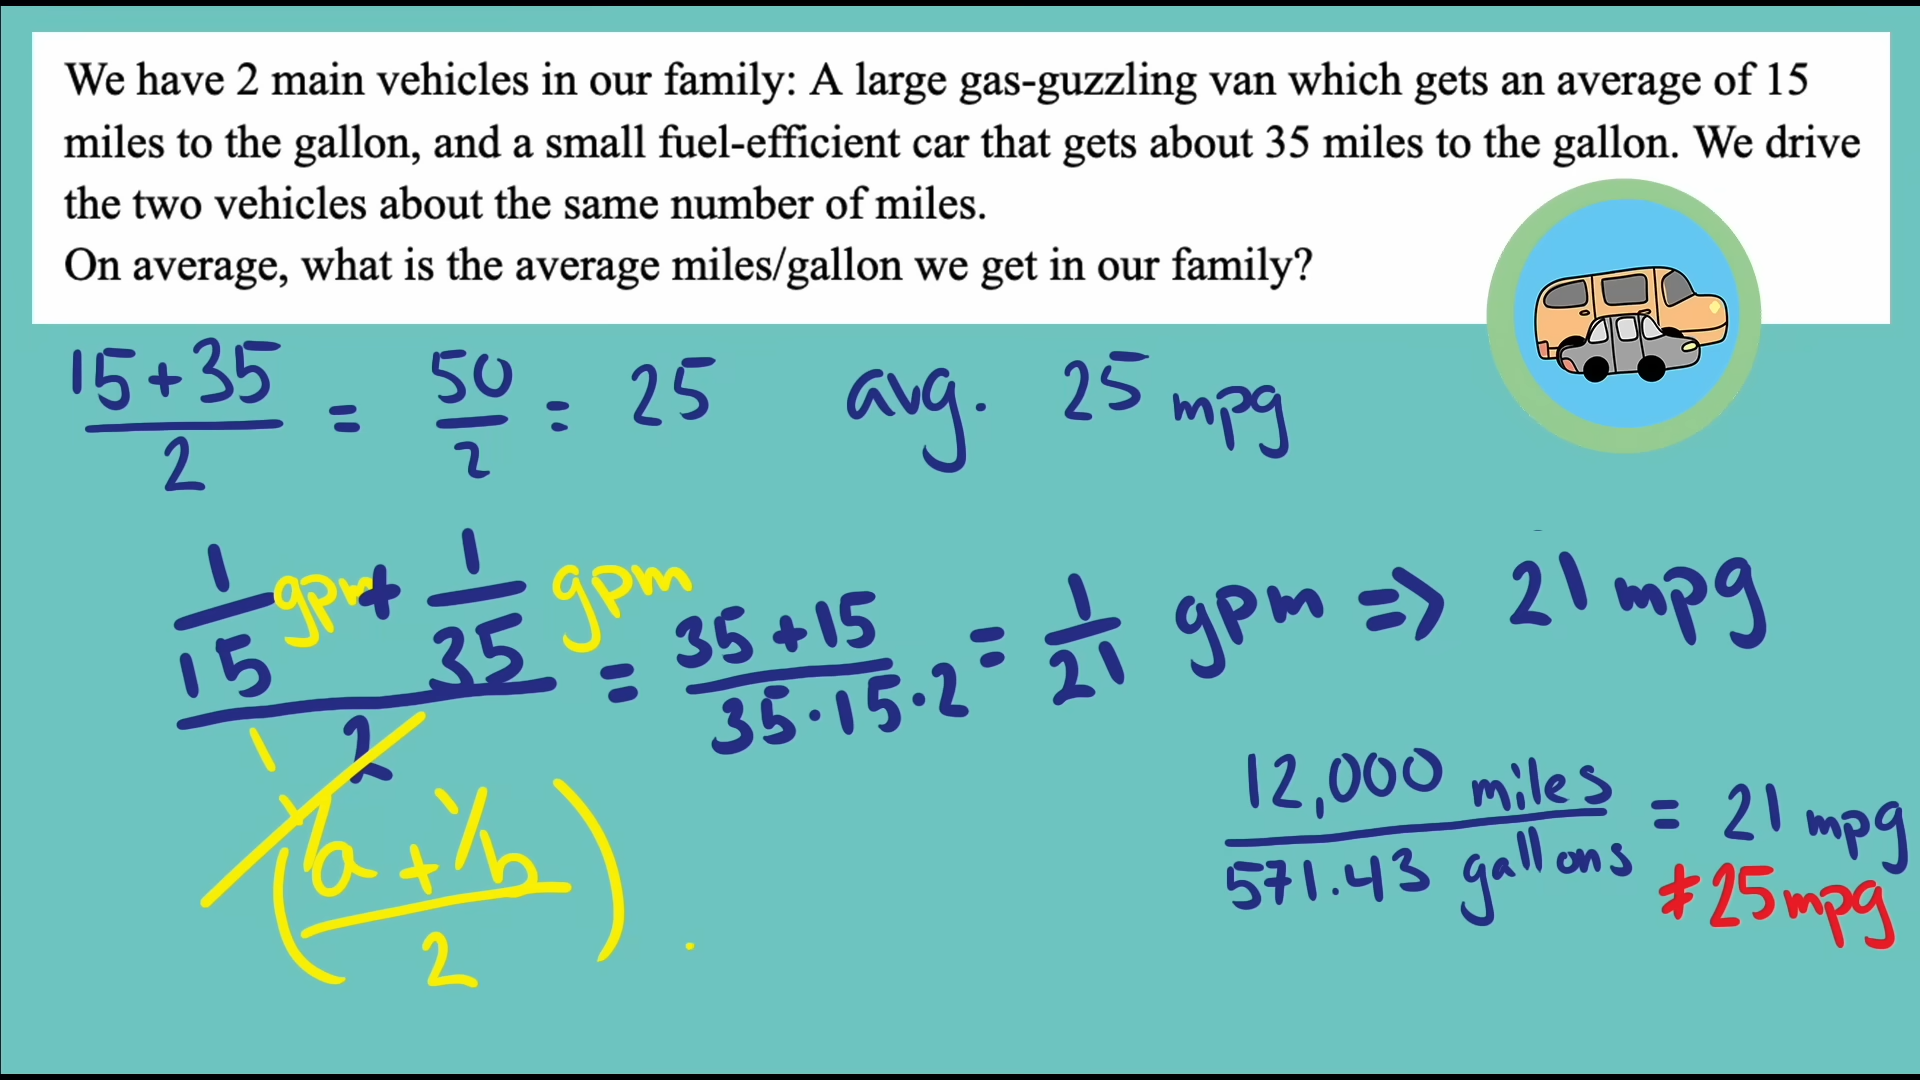 We have 2 main vehicles in our family: A large gas-guzzling van which gets an average of 15
miles to the gallon, and a small fuel-efficient car that gets about 35 miles to the gallon. We drive
the two vehicles about the same number of miles.
On average, what is the average miles/gallon we get in our family?
15+35
2
=
50
2
= 25 avg. 25 mpg
1
15
gpm +
1
35
gpm
2
=
35+15
35·15·2
=
1
21
gpm => 21 mpg
12,000 miles
571.43 gallons
= 21 mpg
≠25mpg
(
1/a + 1/b
2
)